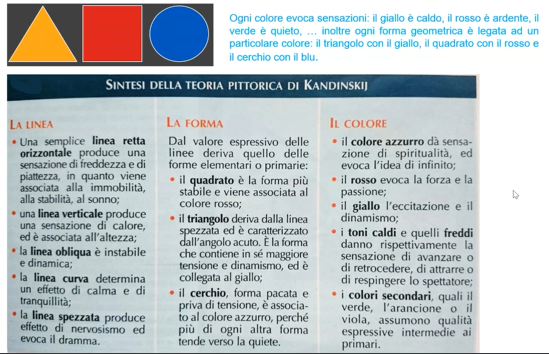 Ogni colore evoca sensazioni: il giallo è caldo, il rosso è ardente, il
verde è quieto, … inoltre ogni forma geometrica è legata ad un
particolare colore: il triangolo con il giallo, il quadrato con il rosso e
il cerchio con il blu.
SINTESI DELLA TEORIA PITTORICA DI KANDINSKIJ
LA LINEA
• Una semplice linea retta
orizzontale produce una
sensazione di freddezza e di
piattezza, in quanto viene
associata alla immobilità,
alla stabilità, al sonno;
• una linea verticale produce
una sensazione di calore,
ed è associata all'altezza;
• la linea obliqua è instabile
e dinamica;
• la linea curva determina
un effetto di calma e di
tranquillità;
• la linea spezzata produce
effetto di nervosismo ed
evoca il dramma.
LA FORMA
Dal valore espressivo delle
linee deriva quello delle
forme elementari o primarie:
• il quadrato è la forma più
stabile e viene associata al
colore rosso;
• il triangolo deriva dalla linea
spezzata ed è caratterizzato
dall'angolo acuto. È la forma
che contiene in sé maggiore
tensione e dinamismo, ed è
collegata al giallo;
• il cerchio, forma pacata e
priva di tensione, è associa-
to al colore azzurro, perché
più di ogni altra forma
tende verso la quiete.
IL COLORE
• il colore azzurro dà sensa-
zione di spiritualità, ed
evoca l'idea di infinito;
• il rosso evoca la forza e la
passione;
• il giallo l'eccitazione e il
dinamismo;
• i toni caldi e quelli freddi
danno rispettivamente la
sensazione di avanzare o
di retrocedere, di attrarre o
di respingere lo spettatore;
• i colori secondari, quali il
verde, l'arancione o il
viola, assumono qualità
espressive intermedie ai
primari.